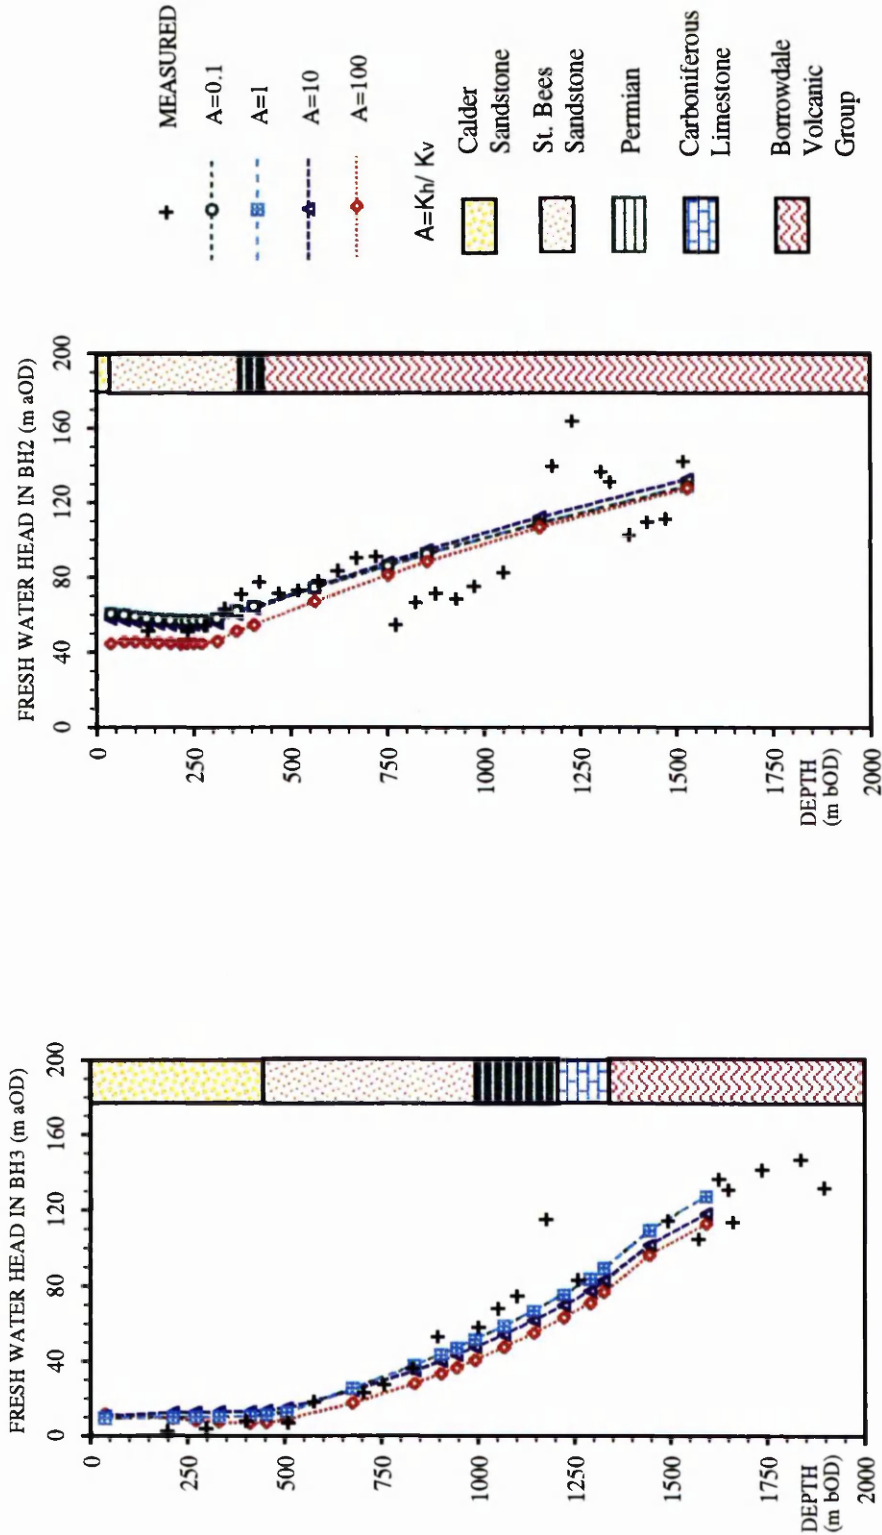 FRESH WATER HEAD IN BH3 (m aOD)
0
40
80
120
160
200
0
250
500
750
1000
1250
1500
1750
2000
DEPTH
(m bOD)
FRESH WATER HEAD IN BH2 (m aOD)
0
40
80
120
160
200
0
250
500
750
1000
1250
1500
1750
2000
DEPTH
(m bOD)
MEASURED
A=0.1
A=1
A=10
A=100
A=Kh/ Kv
Calder
Sandstone
St. Bees
Sandstone
Permian
Carboniferous
Limestone
Borrowdale
Volcanic
Group